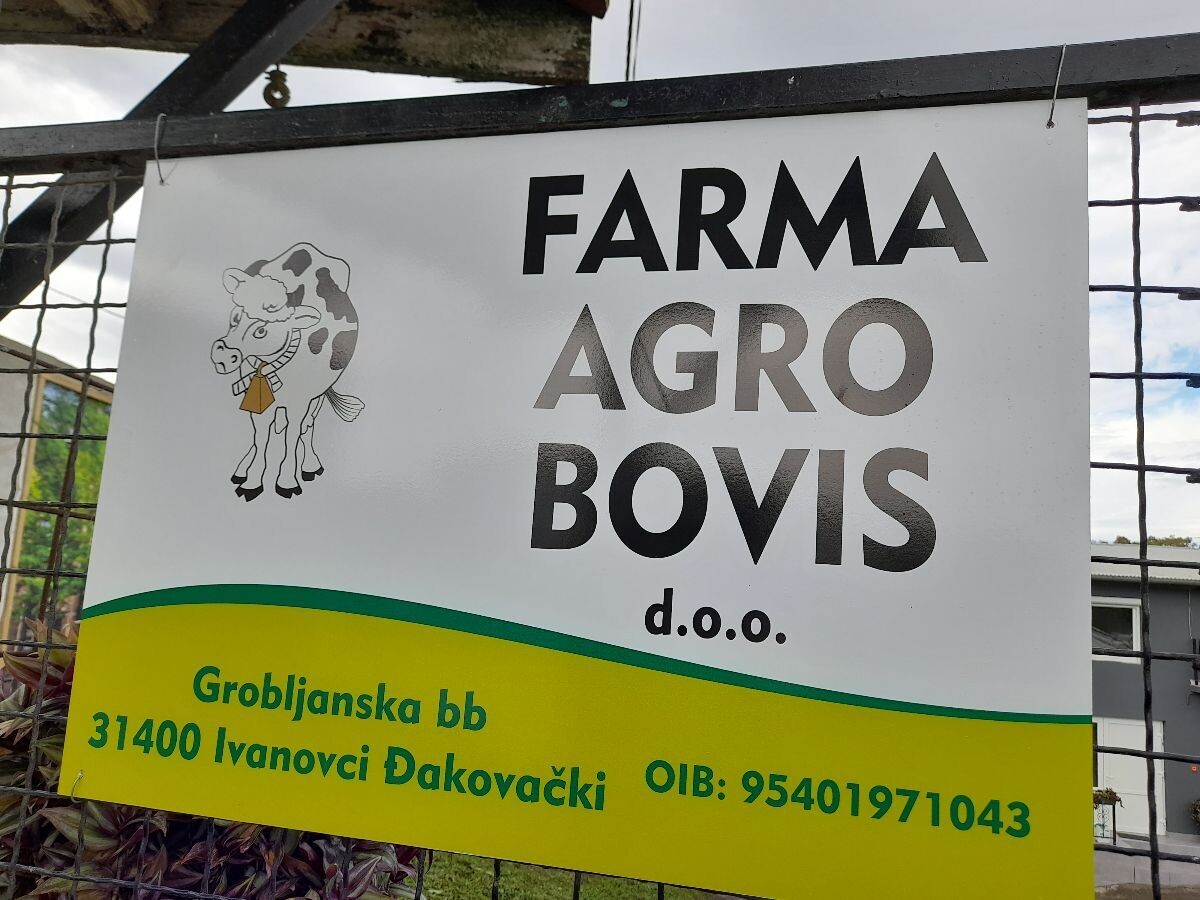 FARMA
AGRO
BOVIS
d.o.o.
Grobljanska bb
31400 Ivanovci Đakovački
OIB: 95401971043